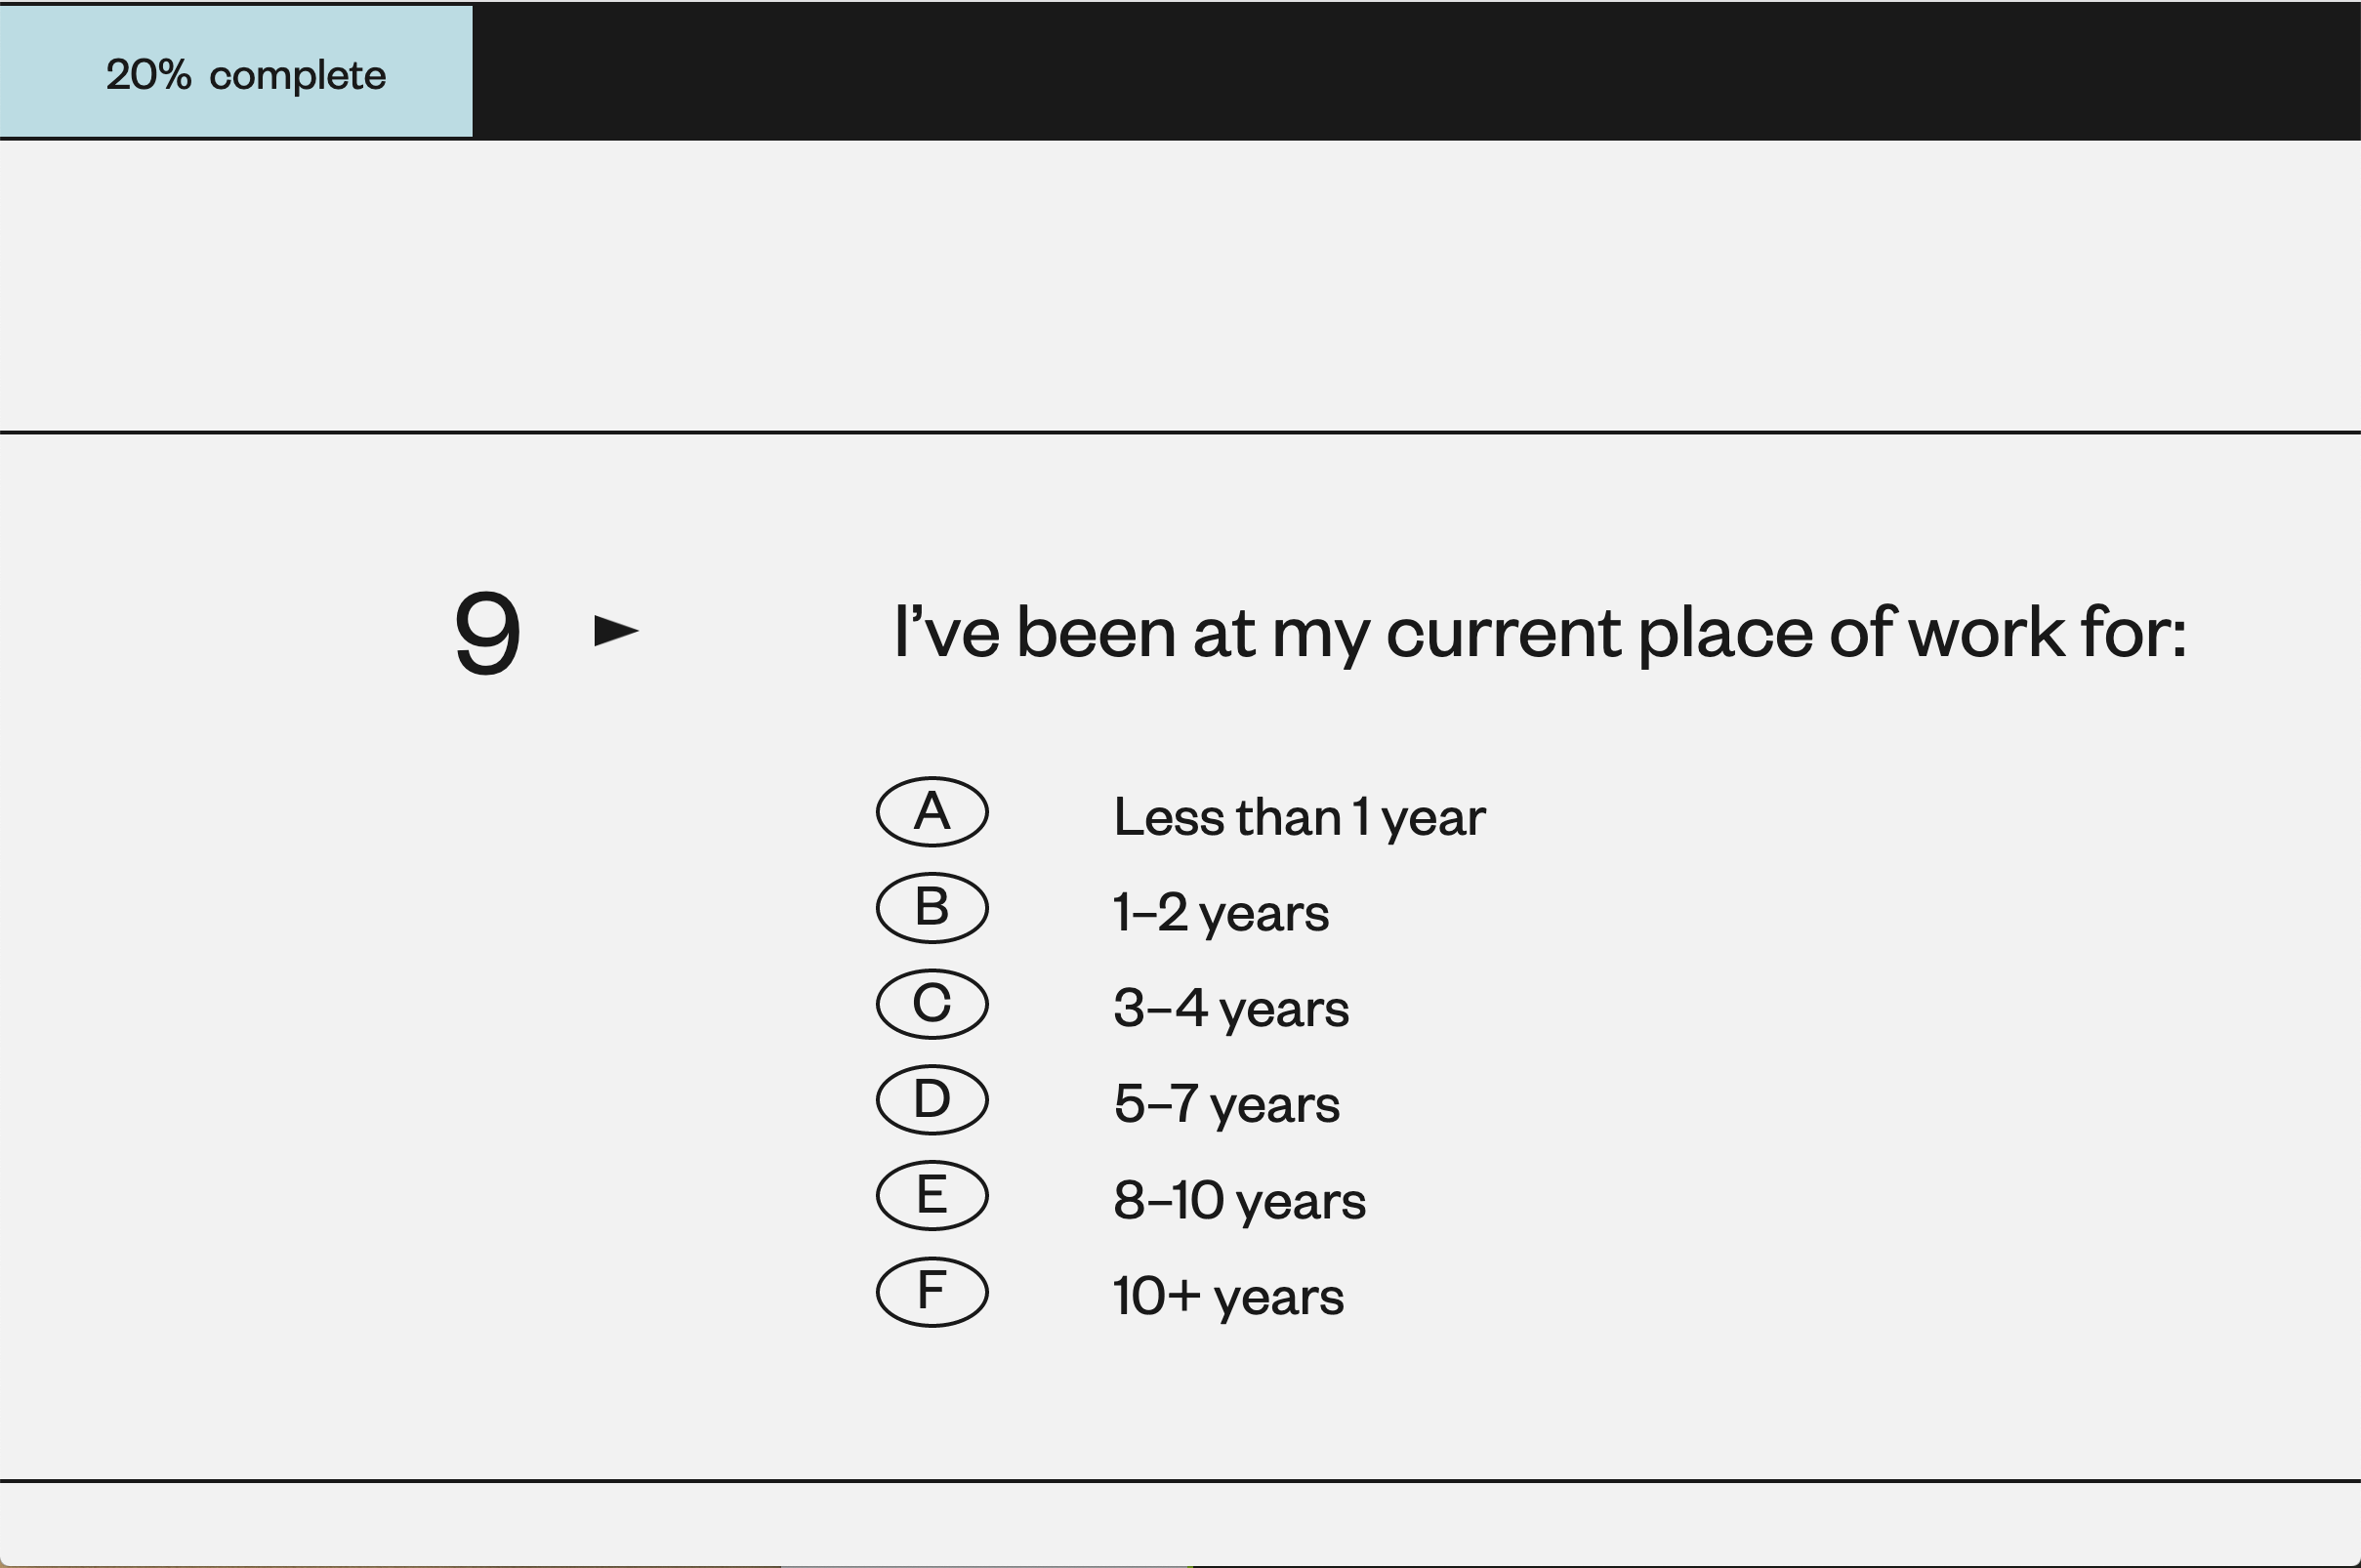 20% complete
9
I’ve been at my current place of work for:
A Less than 1 year
B 1–2 years
C 3–4 years
D 5–7 years
E 8–10 years
F 10+ years